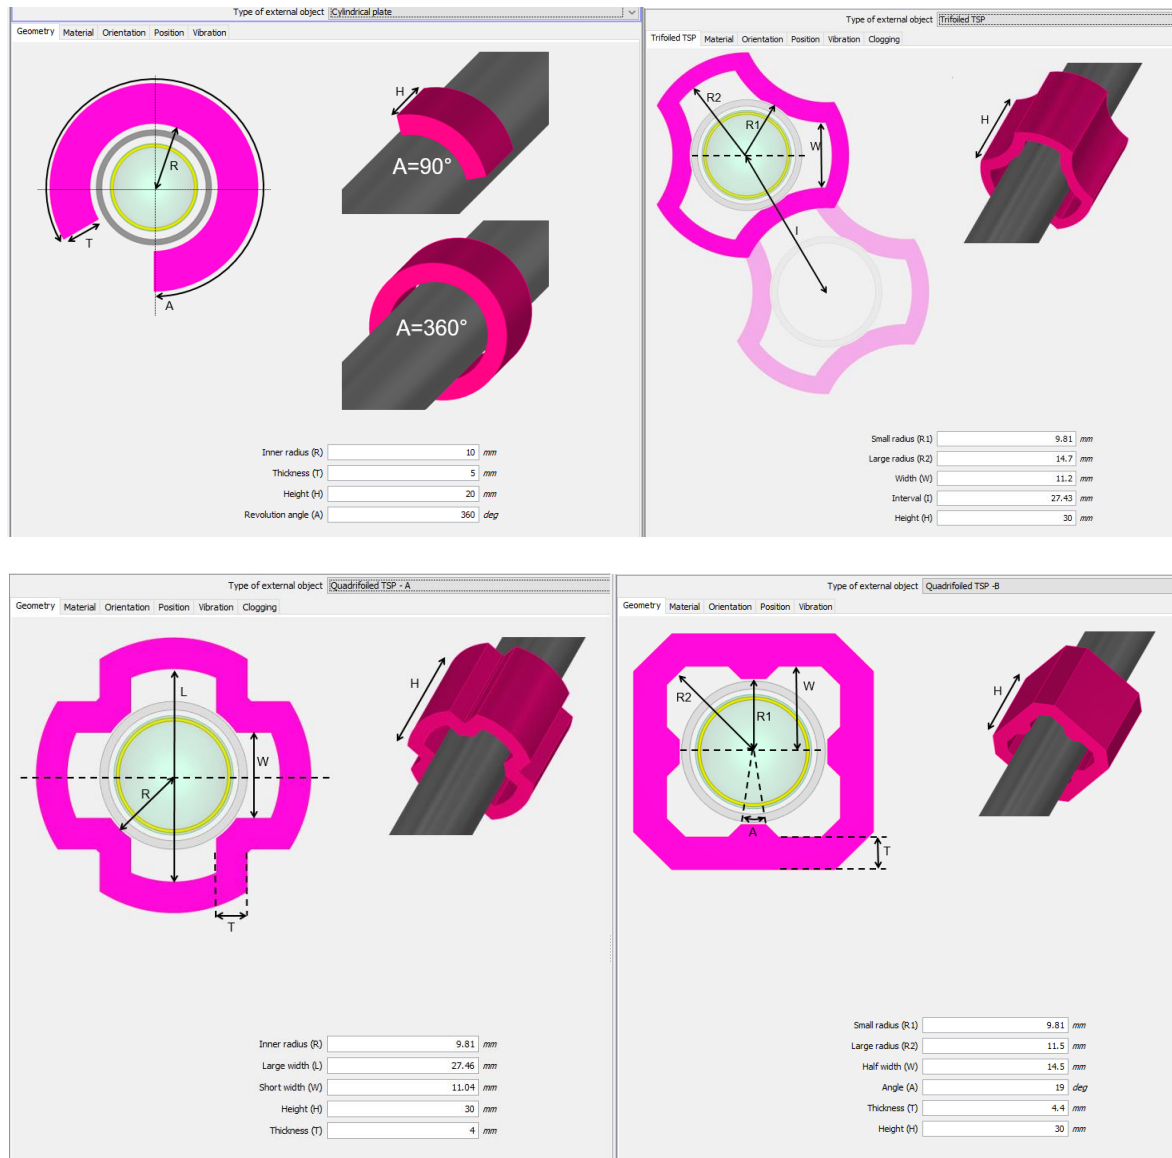 Type of external object Cylindrical plate
Geometry Material Orientation Position Vibration
H
A=90°
R
T
A
A=360°
Inner radius (R) 10 mm
Thickness (T) 5 mm
Height (H) 20 mm
Revolution angle (A) 360 deg
Type of external object Trifoiled TSP
Trifoiled TSP Material Orientation Position Vibration Clogging
R2
R1
H
W
I
Small radius (R1) 9.81 mm
Large radius (R2) 14.7 mm
Width (W) 11.2 mm
Interval (I) 27.43 mm
Height (H) 30 mm
Type of external object Quadrifoiled TSP - A
Geometry Material Orientation Position Vibration Clogging
H
L
W
R
T
Inner radius (R) 9.81 mm
Large width (L) 27.46 mm
Short width (W) 11.04 mm
Height (H) 30 mm
Thickness (T) 4 mm
Type of external object Quadrifoiled TSP -B
Geometry Material Orientation Position Vibration
R2
W
H
R1
A
T
Small radius (R1) 9.81 mm
Large radius (R2) 11.5 mm
Half width (W) 14.5 mm
Angle (A) 19 deg
Thickness (T) 4.4 mm
Height (H) 30 mm